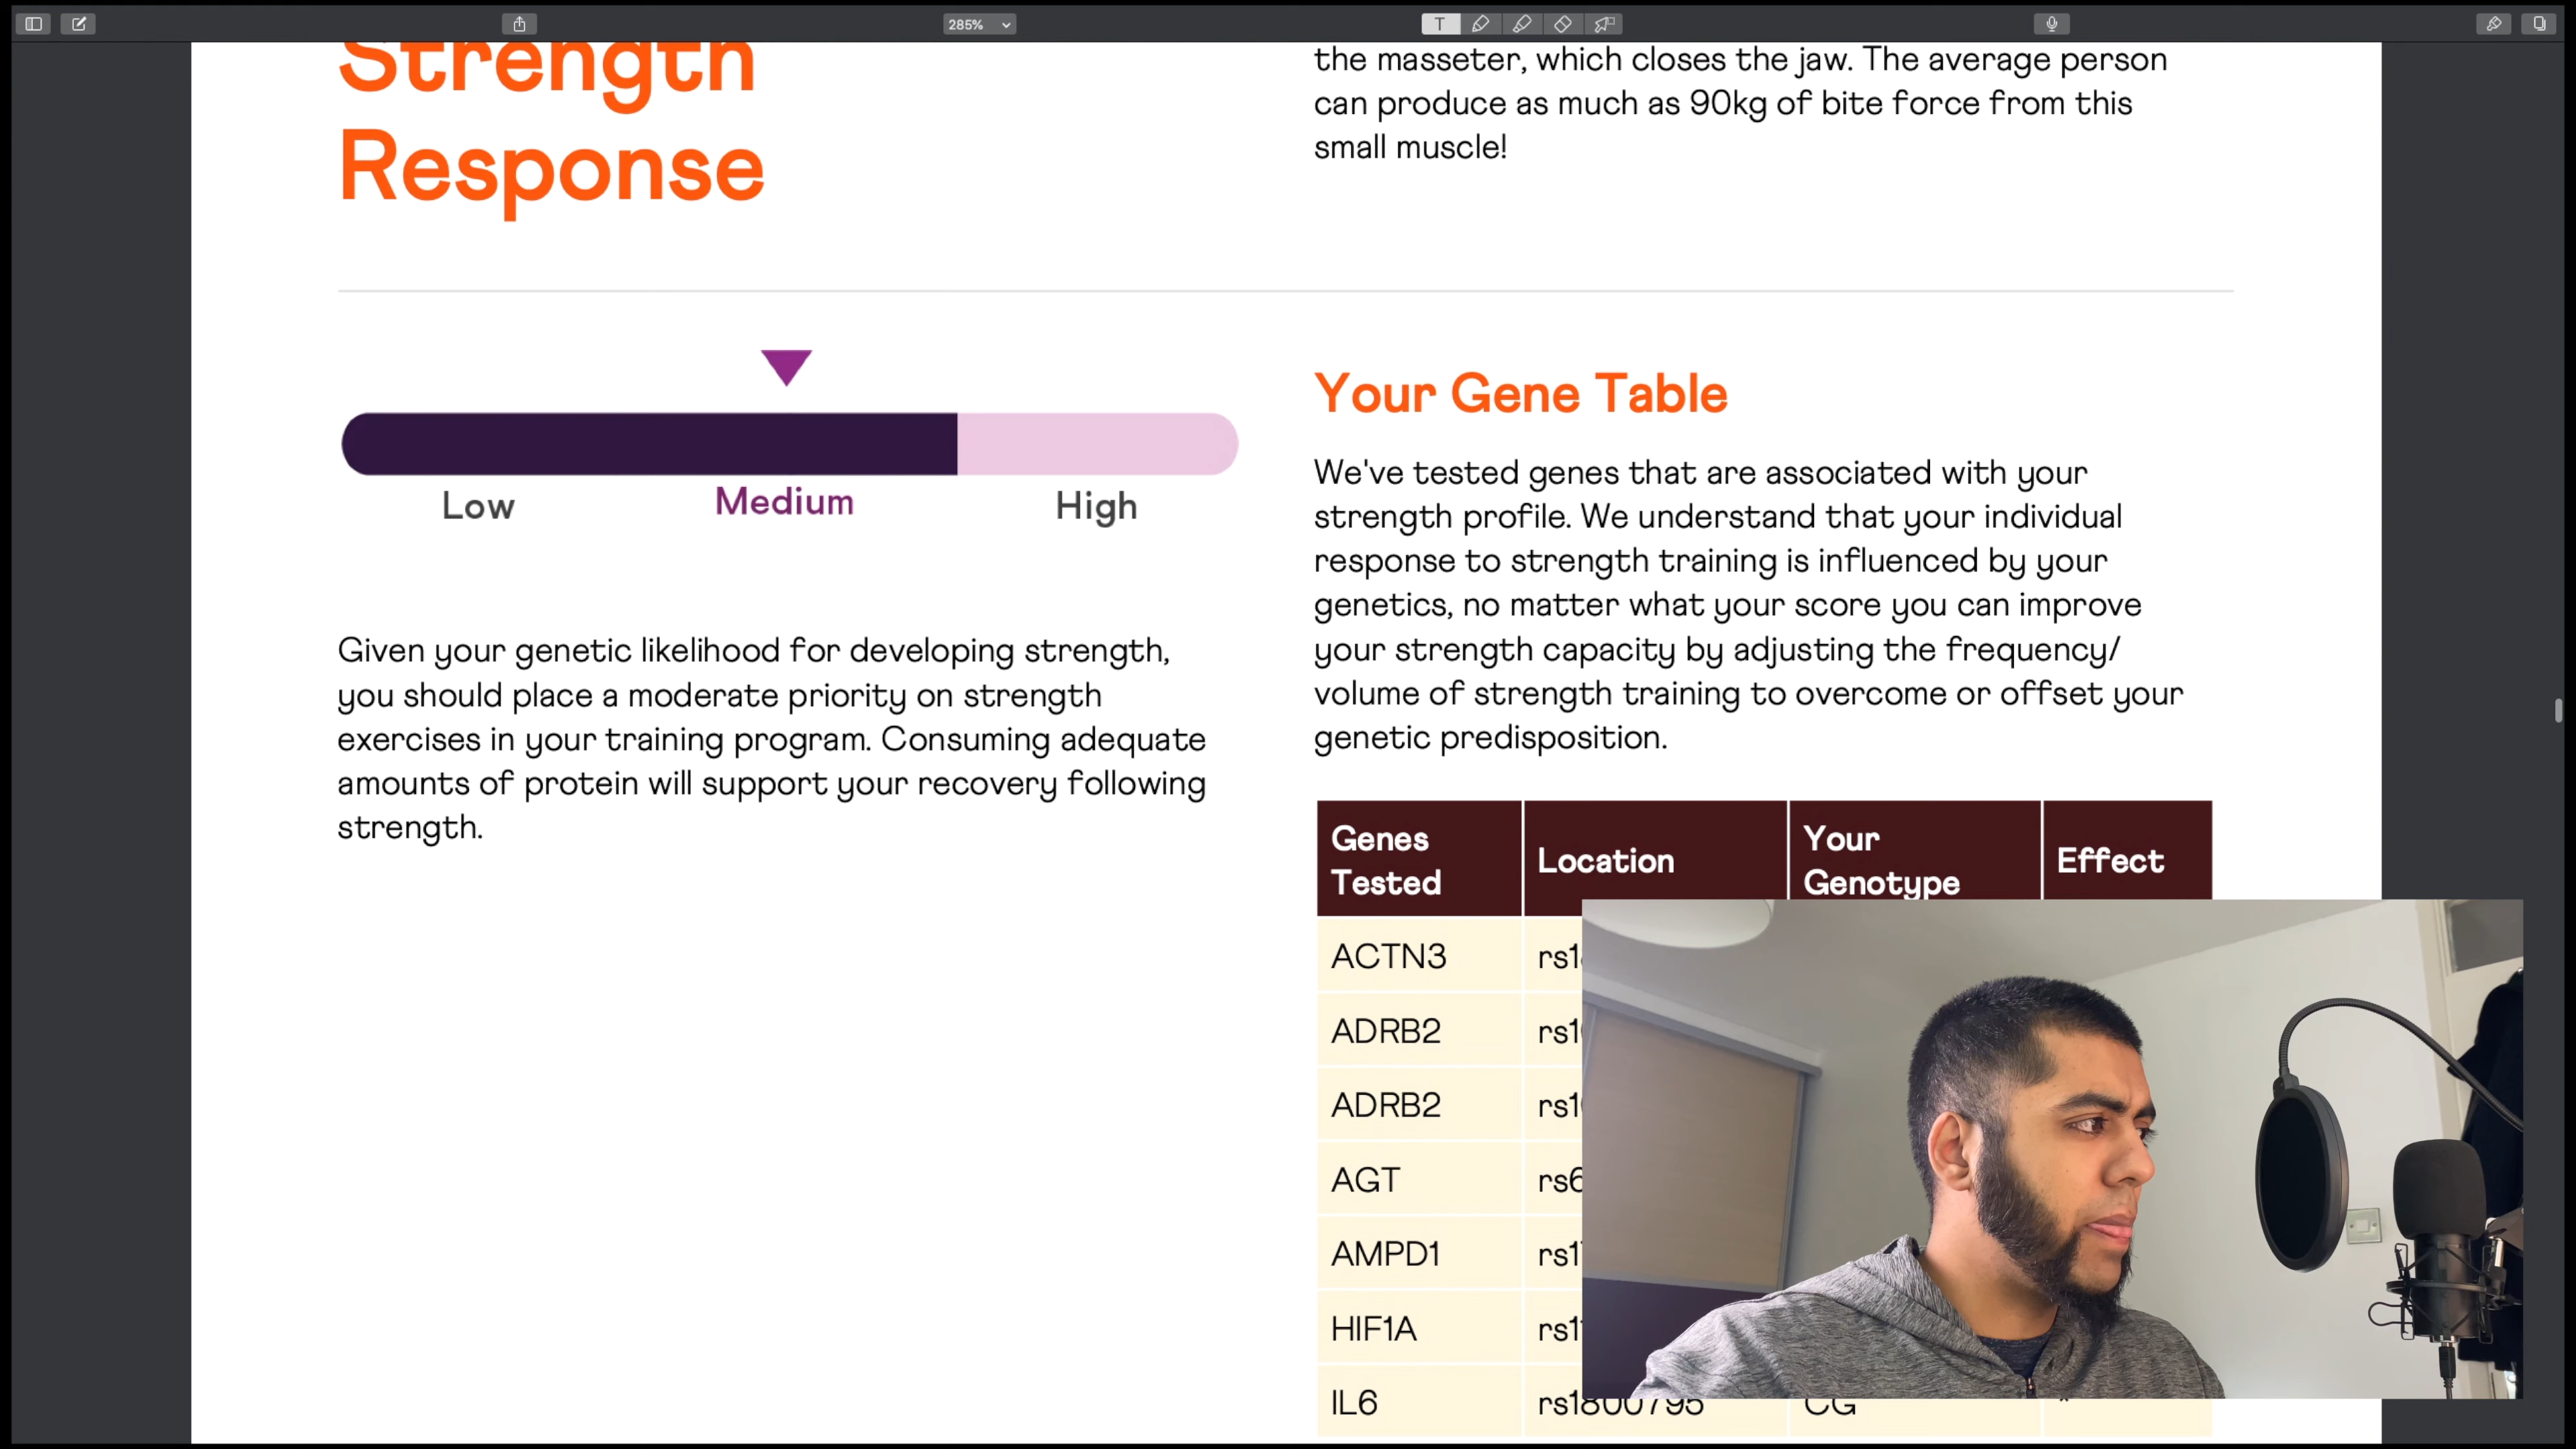 285%
T
Strength
Response
the masseter, which closes the jaw. The average person
can produce as much as 90kg of bite force from this
small muscle!
Low
Medium
High
Given your genetic likelihood for developing strength,
you should place a moderate priority on strength
exercises in your training program. Consuming adequate
amounts of protein will support your recovery following
strength.
Your Gene Table
We've tested genes that are associated with your
strength profile. We understand that your individual
response to strength training is influenced by your
genetics, no matter what your score you can improve
your strength capacity by adjusting the frequency/
volume of strength training to overcome or offset your
genetic predisposition.
Genes Tested Location Your Genotype Effect
ACTN3
ADRB2
ADRB2
AGT
AMPD1
HIF1A
IL6 rs1800795 CG